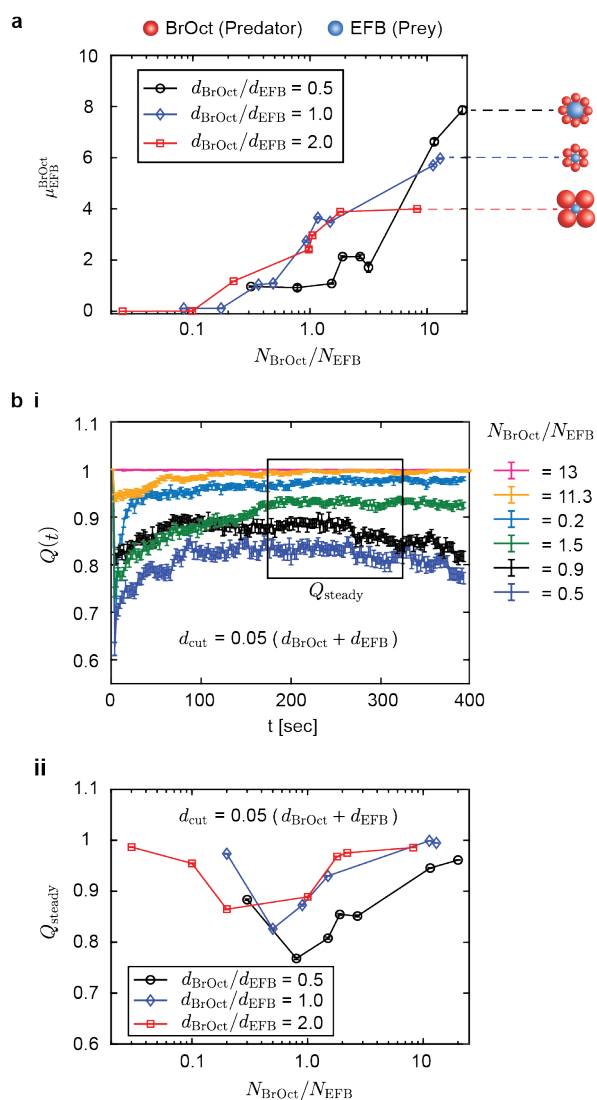 a
BrOct (Predator) EFB (Prey)
10
8
6
4
2
0
μ_EFB^BrOct
d_BrOct/d_EFB = 0.5
d_BrOct/d_EFB = 1.0
d_BrOct/d_EFB = 2.0
0.1 1.0 10
N_BrOct/N_EFB
b i
1.1
1
0.9
0.8
0.7
0.6
Q(t)
Q_steady
d_cut = 0.05 (d_BrOct + d_EFB)
0 100 200 300 400
t [sec]
N_BrOct/N_EFB
= 13
= 11.3
= 0.2
= 1.5
= 0.9
= 0.5
ii
1.1
1
0.9
0.8
0.7
0.6
Q_steady
d_cut = 0.05 (d_BrOct + d_EFB)
d_BrOct/d_EFB = 0.5
d_BrOct/d_EFB = 1.0
d_BrOct/d_EFB = 2.0
0.1 1.0 10
N_BrOct/N_EFB